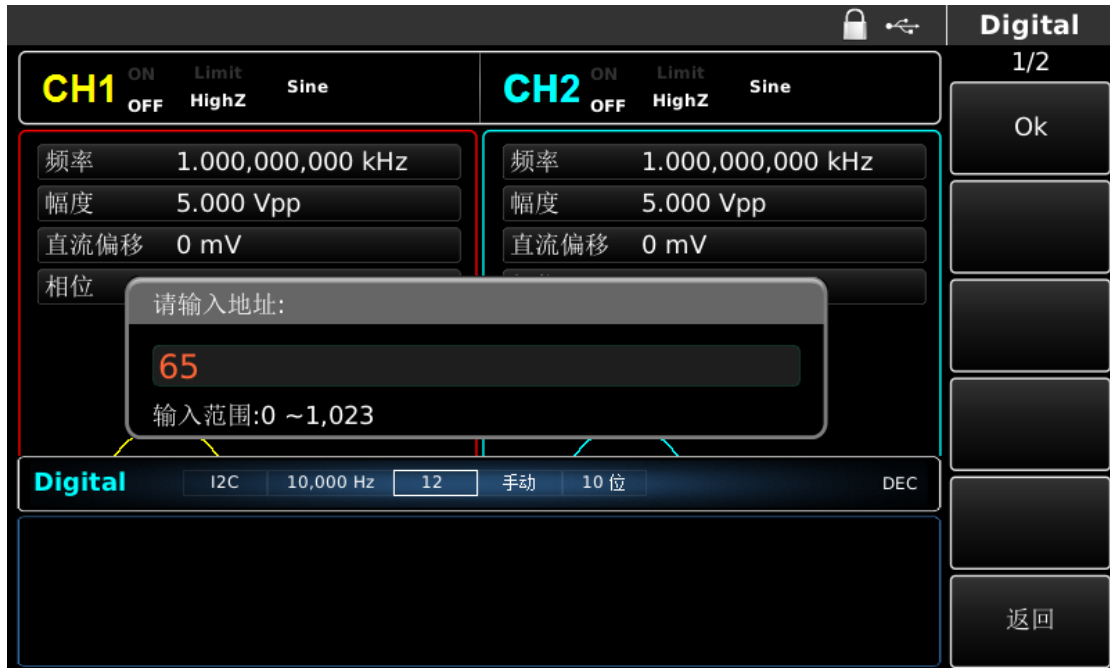 Digital
1/2
CH1 ON OFF Limit HighZ Sine
CH2 ON OFF Limit HighZ Sine
Ok
频率 1.000,000,000 kHz
幅度 5.000 Vpp
直流偏移 0 mV
相位
频率 1.000,000,000 kHz
幅度 5.000 Vpp
直流偏移 0 mV
请输入地址:
65
输入范围:0 ~1,023
Digital I2C 10,000 Hz 12 手动 10 位 DEC
返回